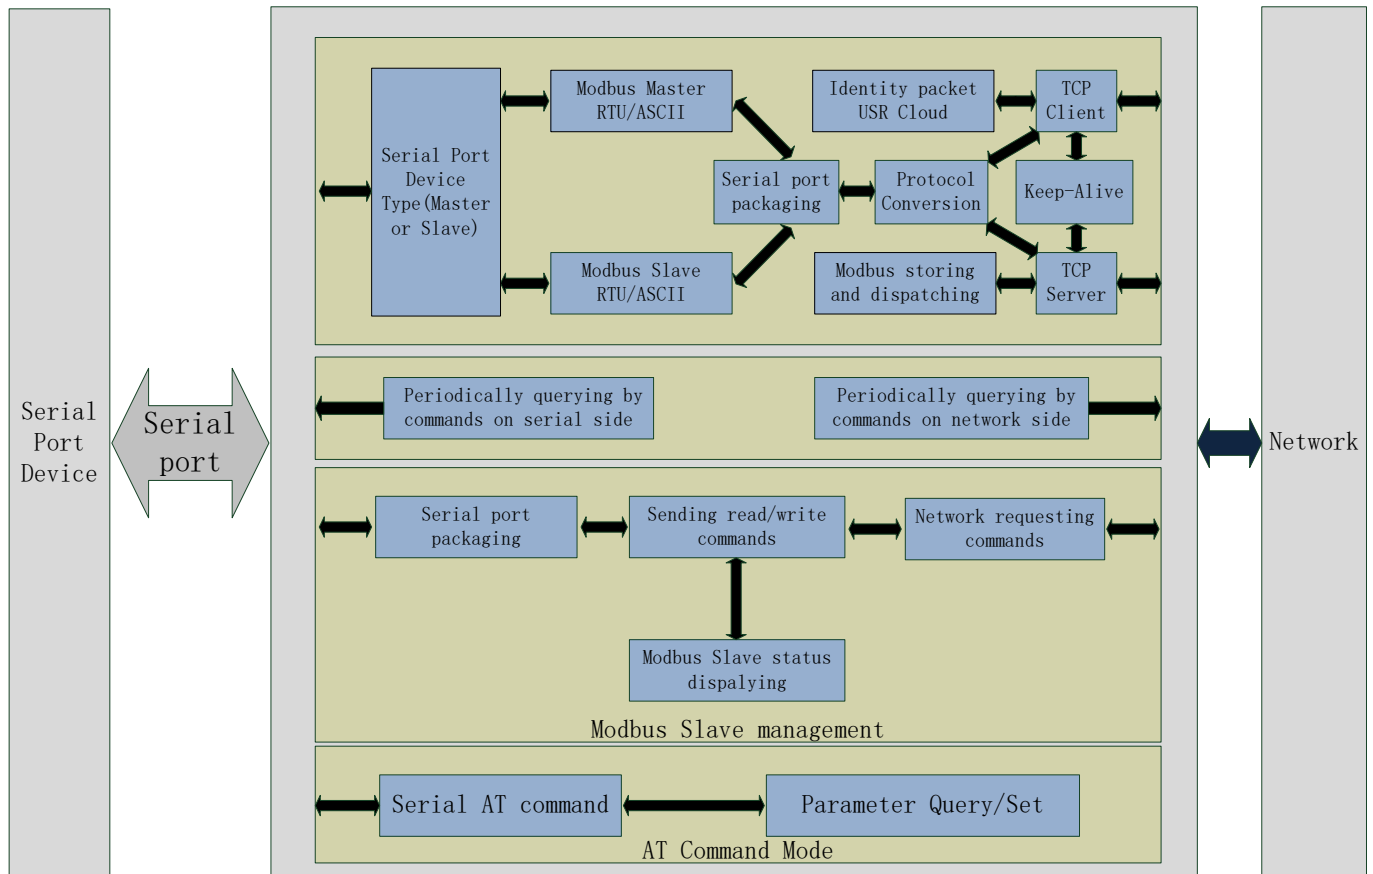 Serial
Port
Device
Serial
port
Serial Port
Device
Type(Master
or Slave)
Modbus Master
RTU/ASCII
Modbus Slave
RTU/ASCII
Serial port
packaging
Protocol
Conversion
Identity packet
USR Cloud
TCP
Client
Keep-Alive
Modbus storing
and dispatching
TCP
Server
Periodically querying by
commands on serial side
Periodically querying by
commands on network side
Serial port
packaging
Sending read/write
commands
Network requesting
commands
Modbus Slave status
dispalying
Modbus Slave management
Serial AT command
Parameter Query/Set
AT Command Mode
Network